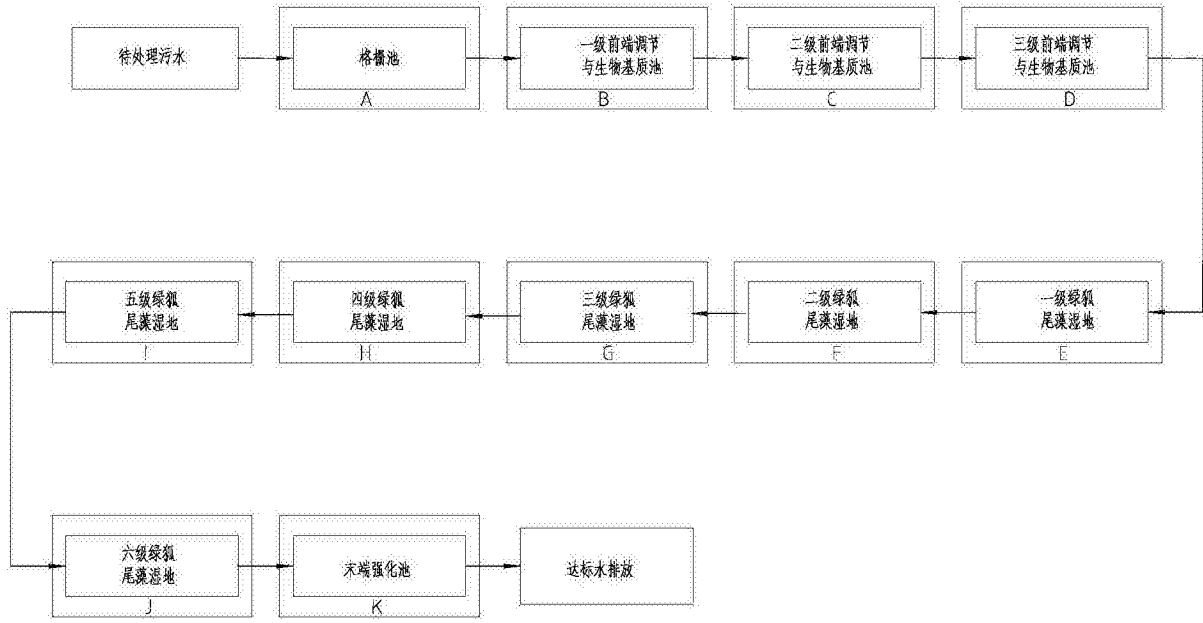 待处理污水
格栅池
A
一级前端调节
与生物基质池
B
二级前端调节
与生物基质池
C
三级前端调节
与生物基质池
D
五级绿狐
尾藻湿地
I
四级绿狐
尾藻湿地
H
三级绿狐
尾藻湿地
G
二级绿狐
尾藻湿地
F
一级绿狐
尾藻湿地
E
六级绿狐
尾藻湿地
J
末端强化池
K
达标水排放